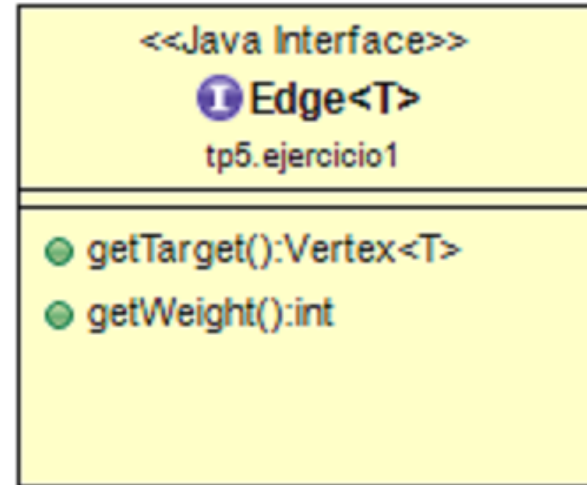 <<Java Interface>>
I Edge<T>
tp5.ejercicio1
getTarget():Vertex<T>
getWeight():int